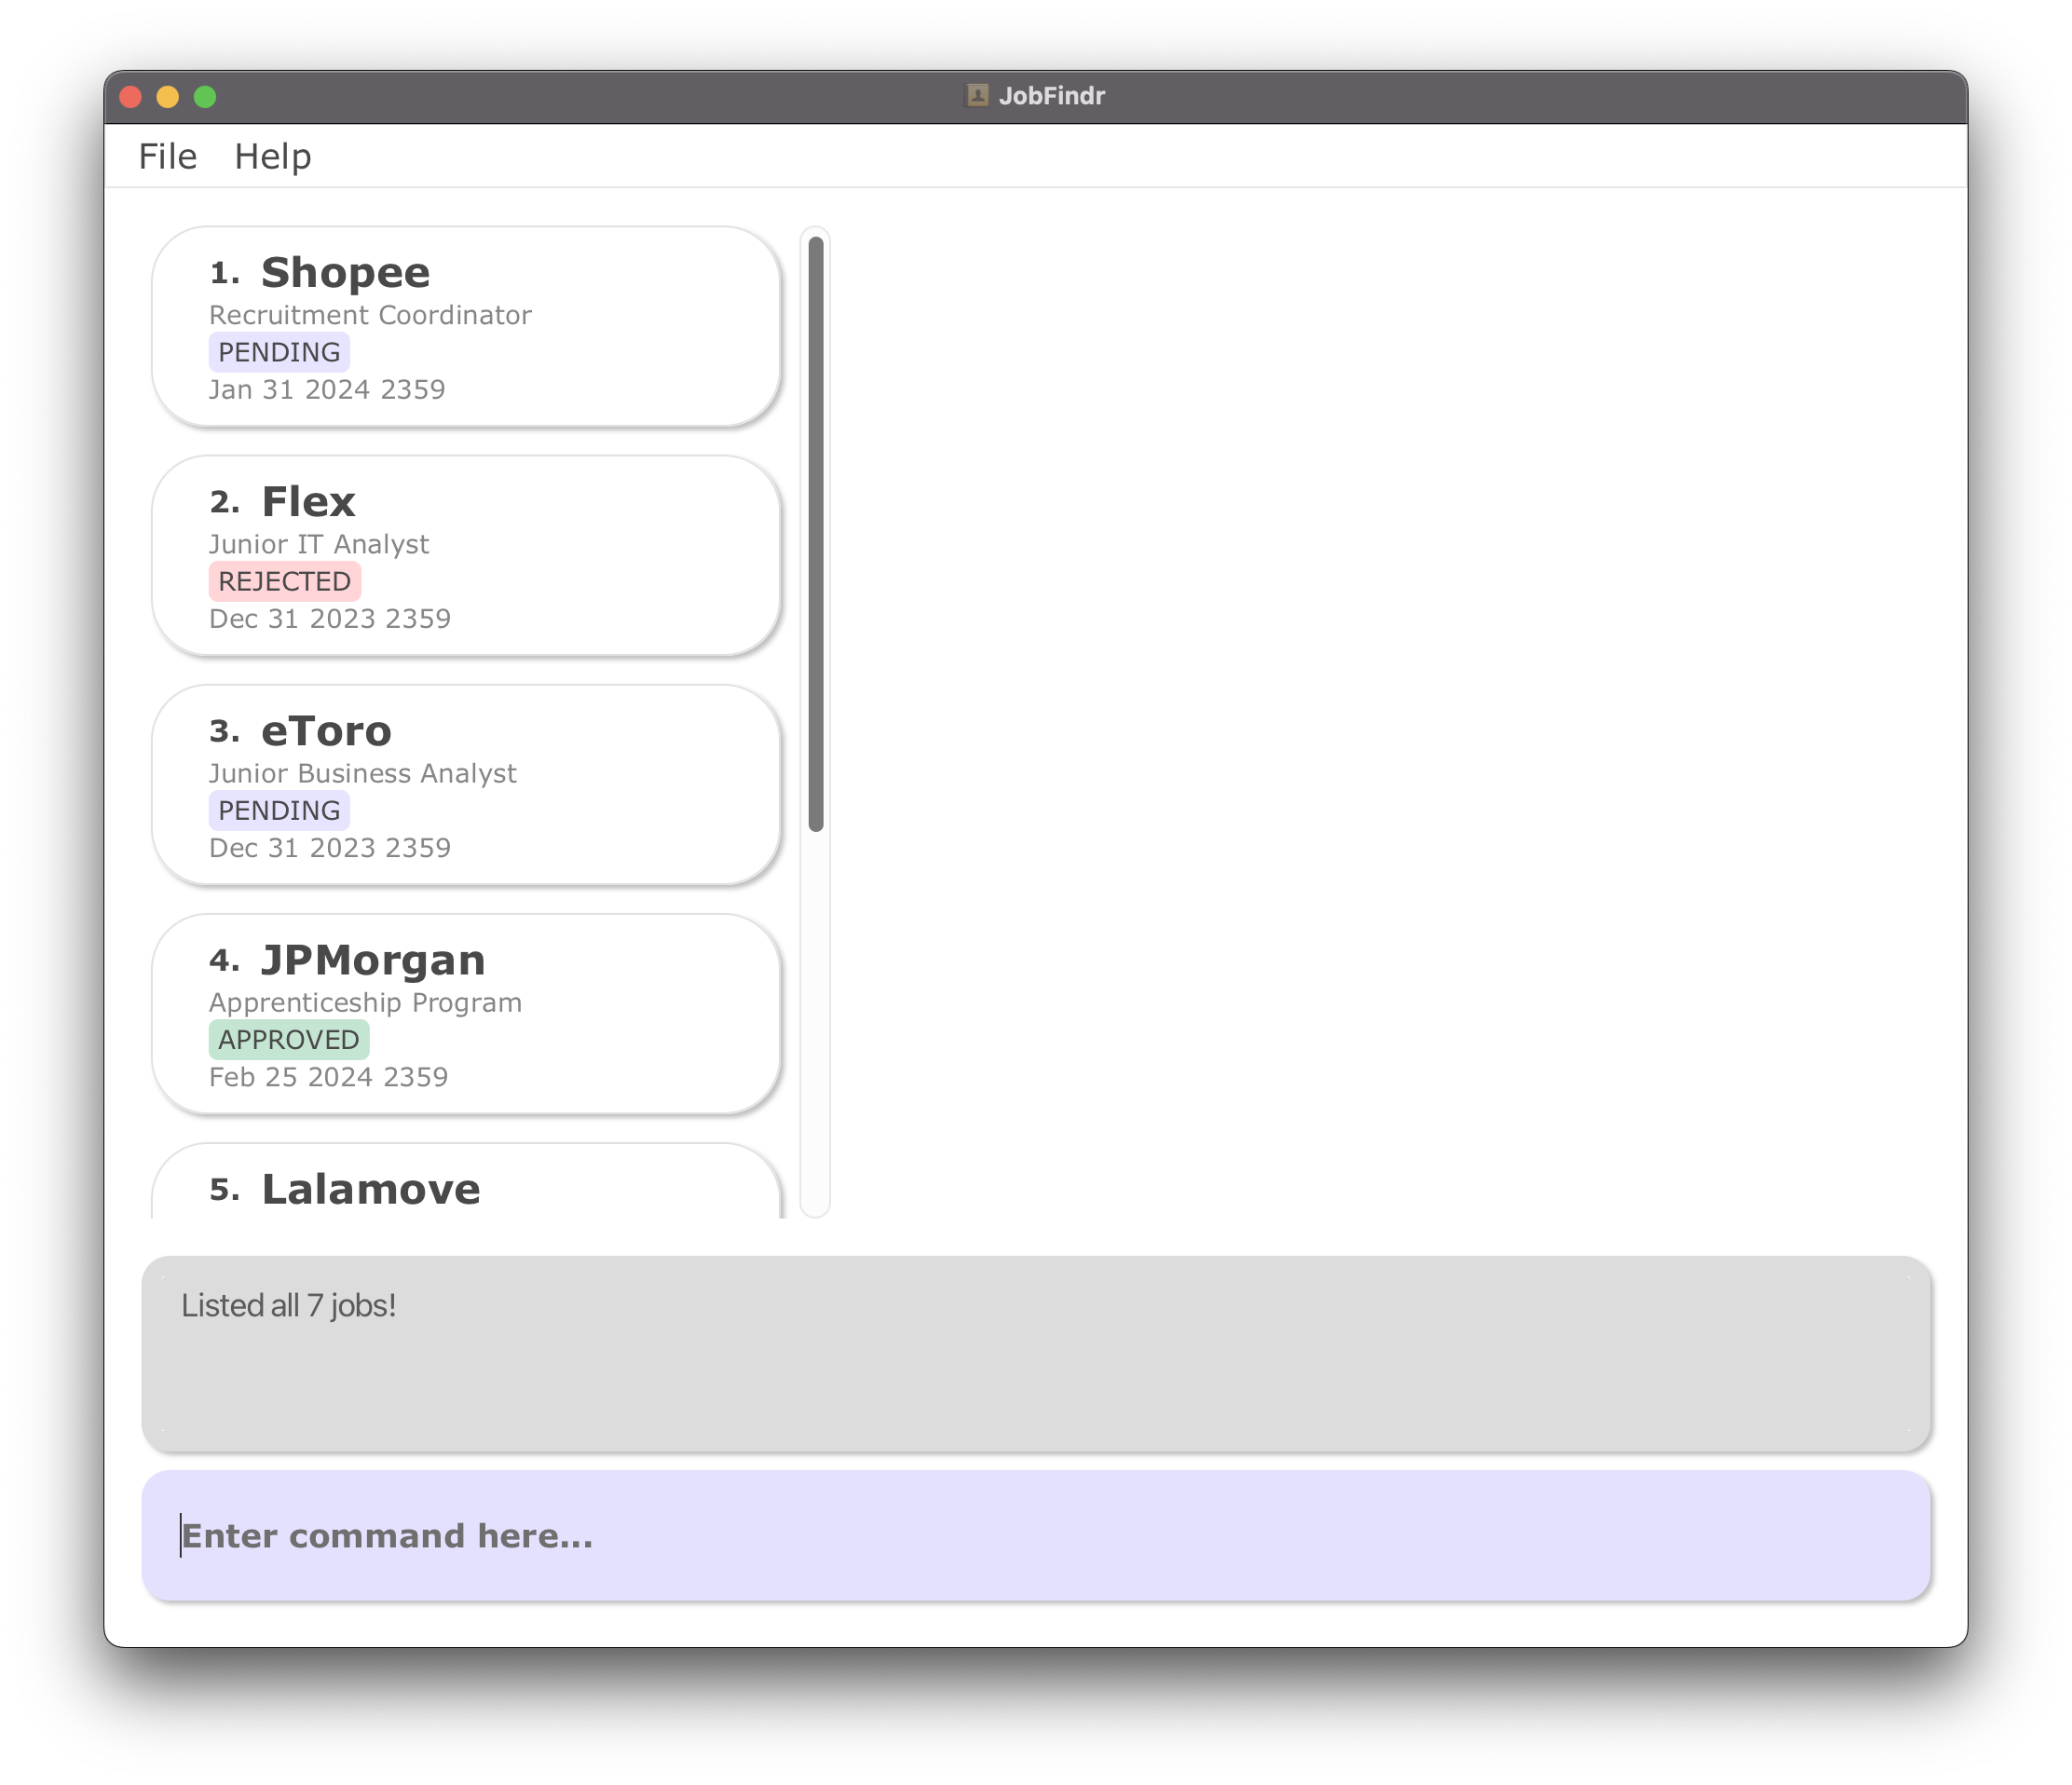 JobFindr
File Help
1. Shopee
Recruitment Coordinator
PENDING
Jan 31 2024 2359
2. Flex
Junior IT Analyst
REJECTED
Dec 31 2023 2359
3. eToro
Junior Business Analyst
PENDING
Dec 31 2023 2359
4. JPMorgan
Apprenticeship Program
APPROVED
Feb 25 2024 2359
5. Lalamove
Listed all 7 jobs!
Enter command here...